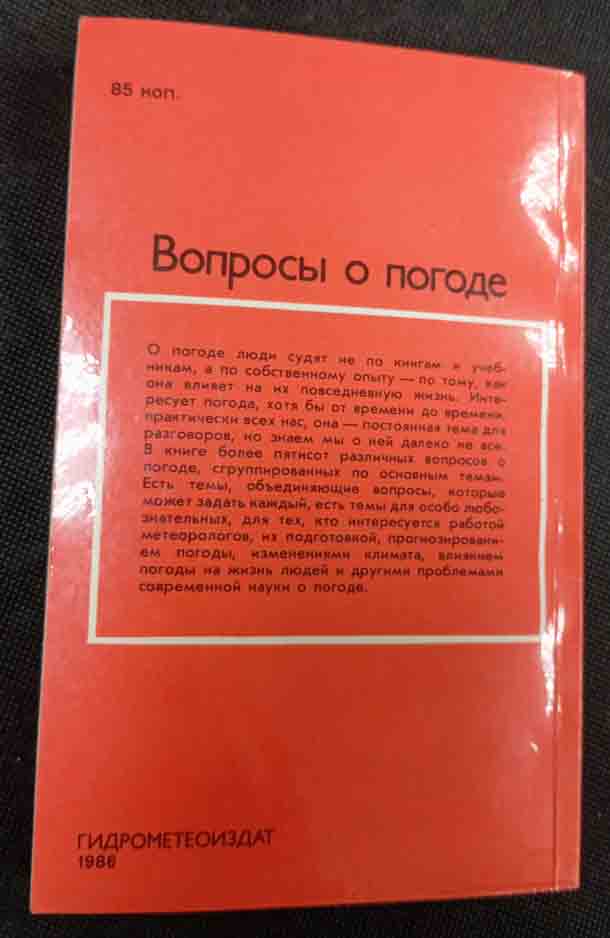 85 коп.
Вопросы о погоде
О погоде люди судят не по книгам и учеб-
никам, а по собственному опыту — по тому, как
она влияет на их повседневную жизнь. Инте-
ресует погода, хотя бы от времени до времени,
практически всех нас, она — постоянная тема для
разговоров, но знаем мы о ней далеко не все.
В книге более пятисот различных вопросов о
погоде, сгруппированных по основным темам.
Есть темы, объединяющие вопросы, которые
может задать каждый, есть темы для особо любо-
знательных, для тех, кто интересуется работой
метеорологов, их подготовкой, прогнозировани-
ем погоды, изменениями климата, влиянием
погоды на жизнь людей и другими проблемами
современной науки о погоде.
ГИДРОМЕТЕОИЗДАТ
1986